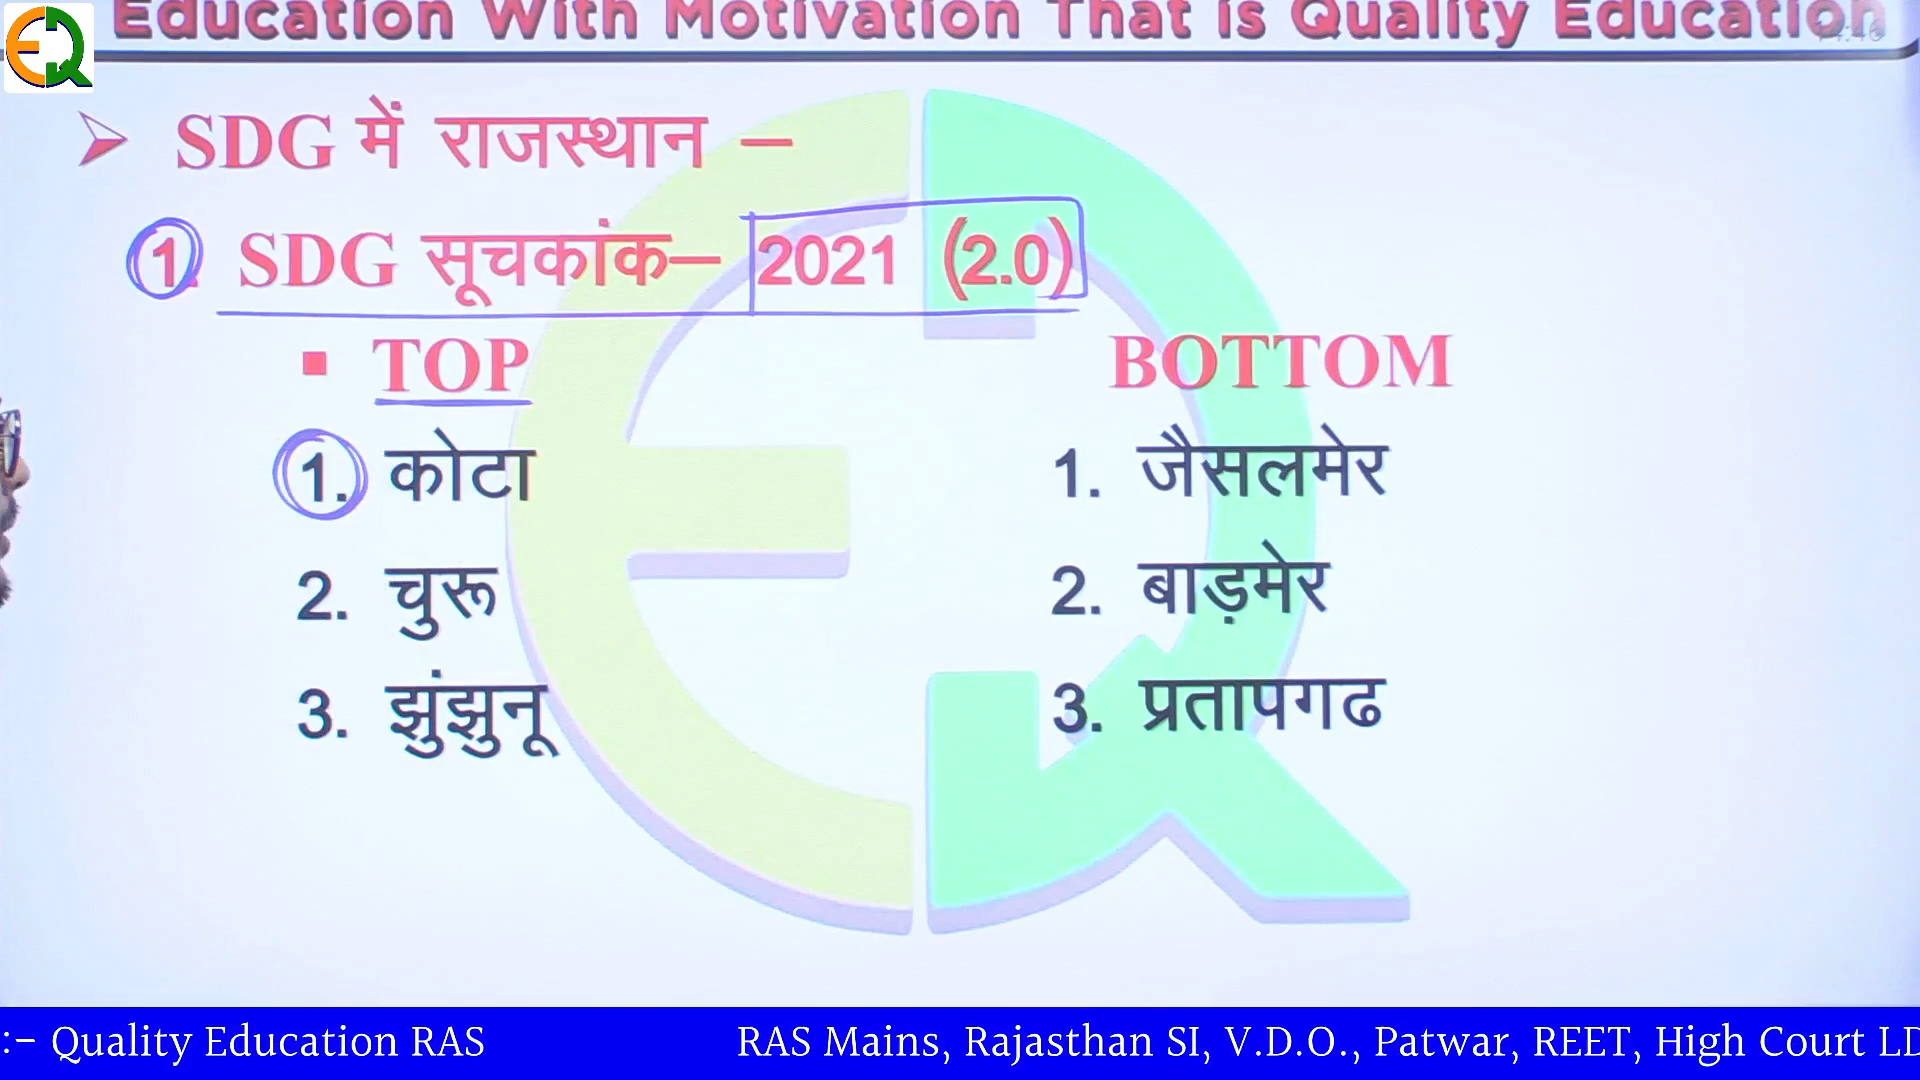 Education With Motivation That is Quality Education
SDG में राजस्थान –
1. SDG सूचकांक– 2021 (2.0)
TOP
1. कोटा
2. चुरू
3. झुंझुनू
BOTTOM
1. जैसलमेर
2. बाड़मेर
3. प्रतापगढ
:- Quality Education RAS RAS Mains, Rajasthan SI, V.D.O., Patwar, REET, High Court LD